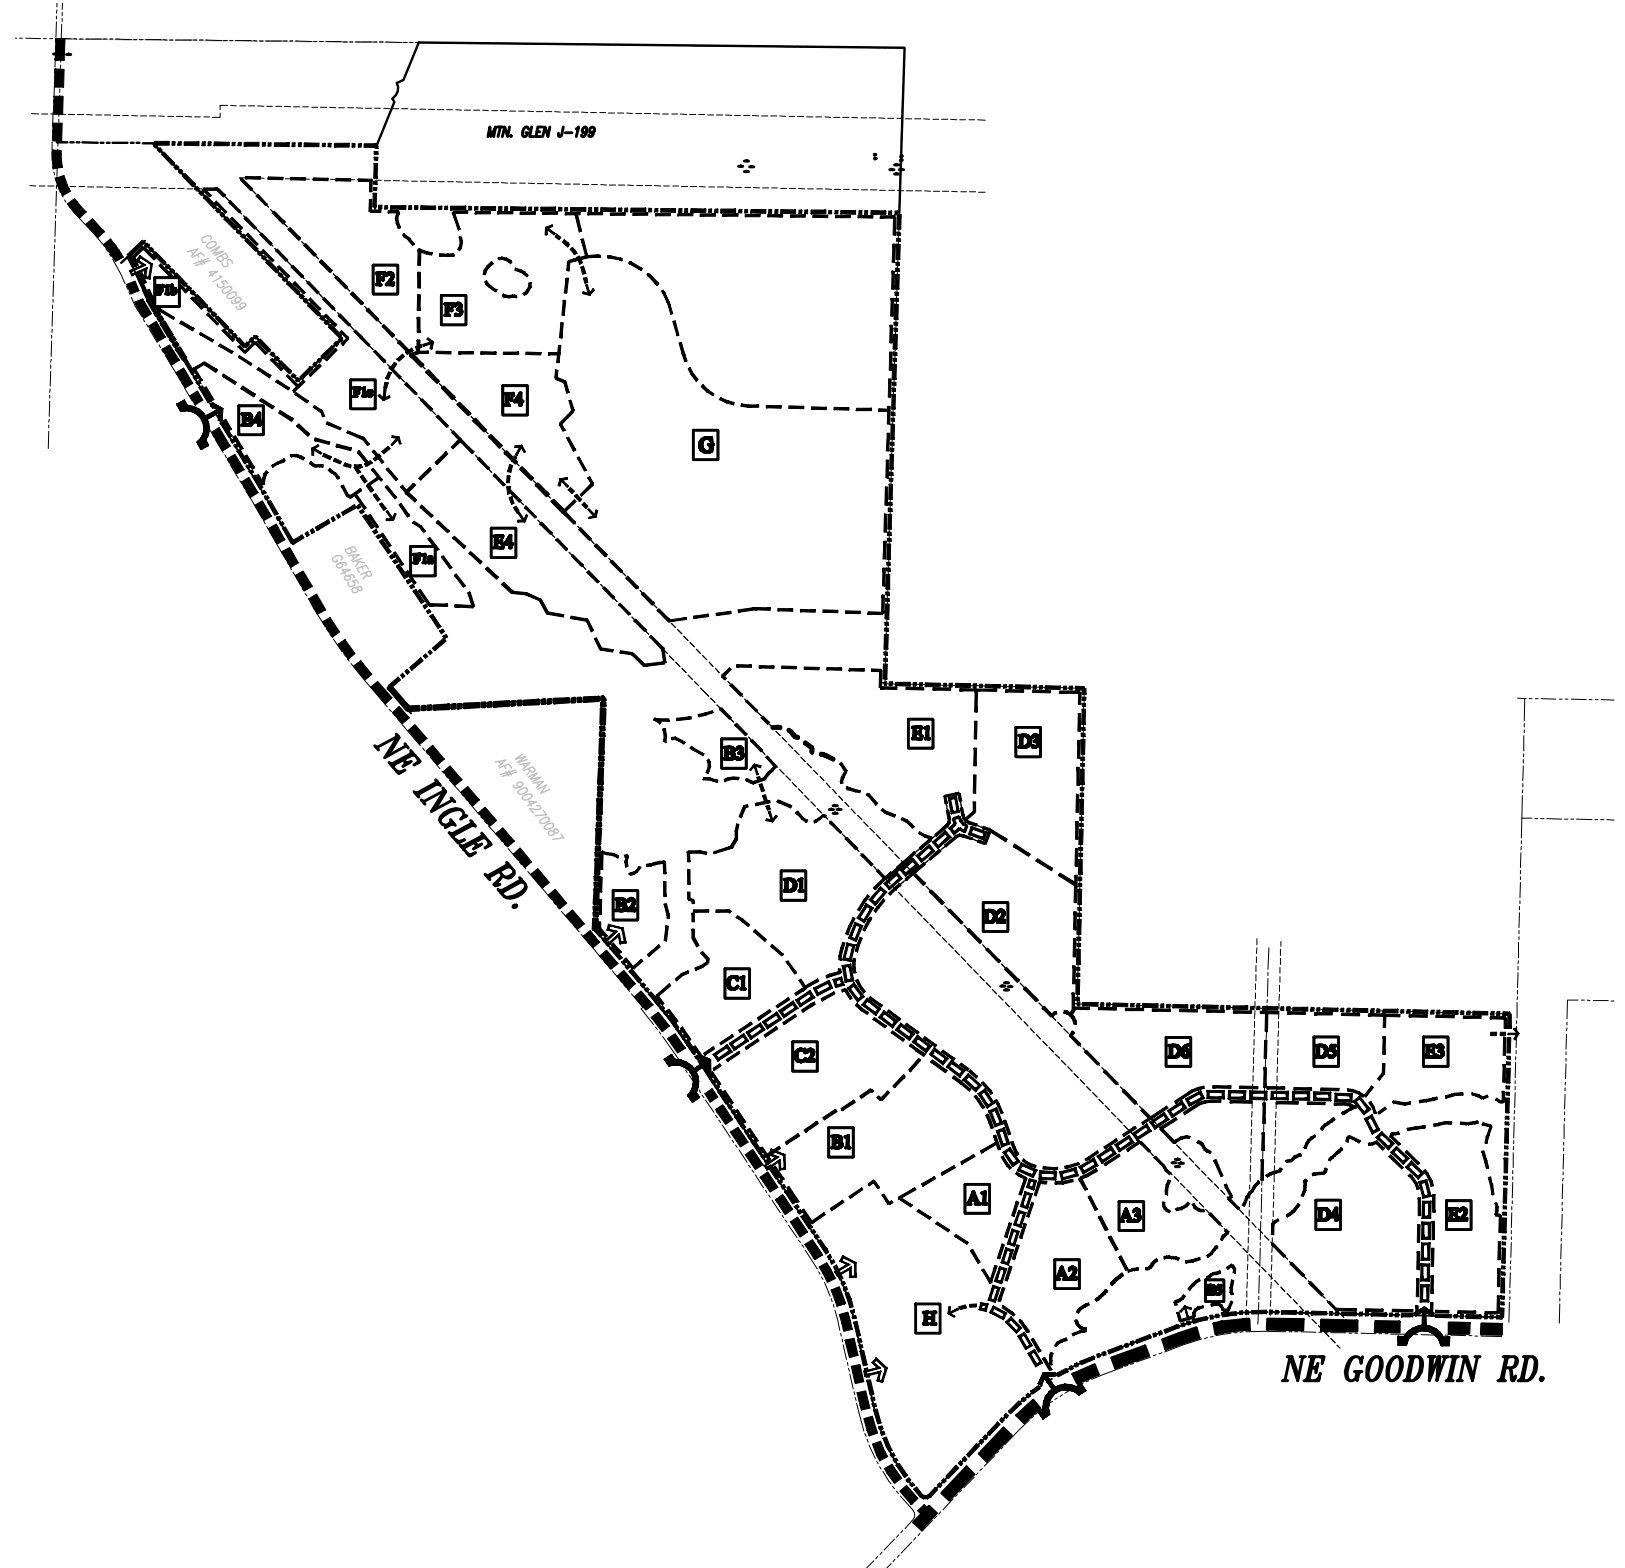 MTN. GLEN J-199
COMBS
AF# 4150099
F2
F1b
F3
F1c
F4
B4
G
E4
BAKER
G64658
F1a
E1
D3
B3
NE INGLE RD.
WARMAN
AF# 9004270087
D1
B2
D2
C1
C2
D6
D5
E3
B1
A1
A3
D4
E2
A2
H
NE GOODWIN RD.